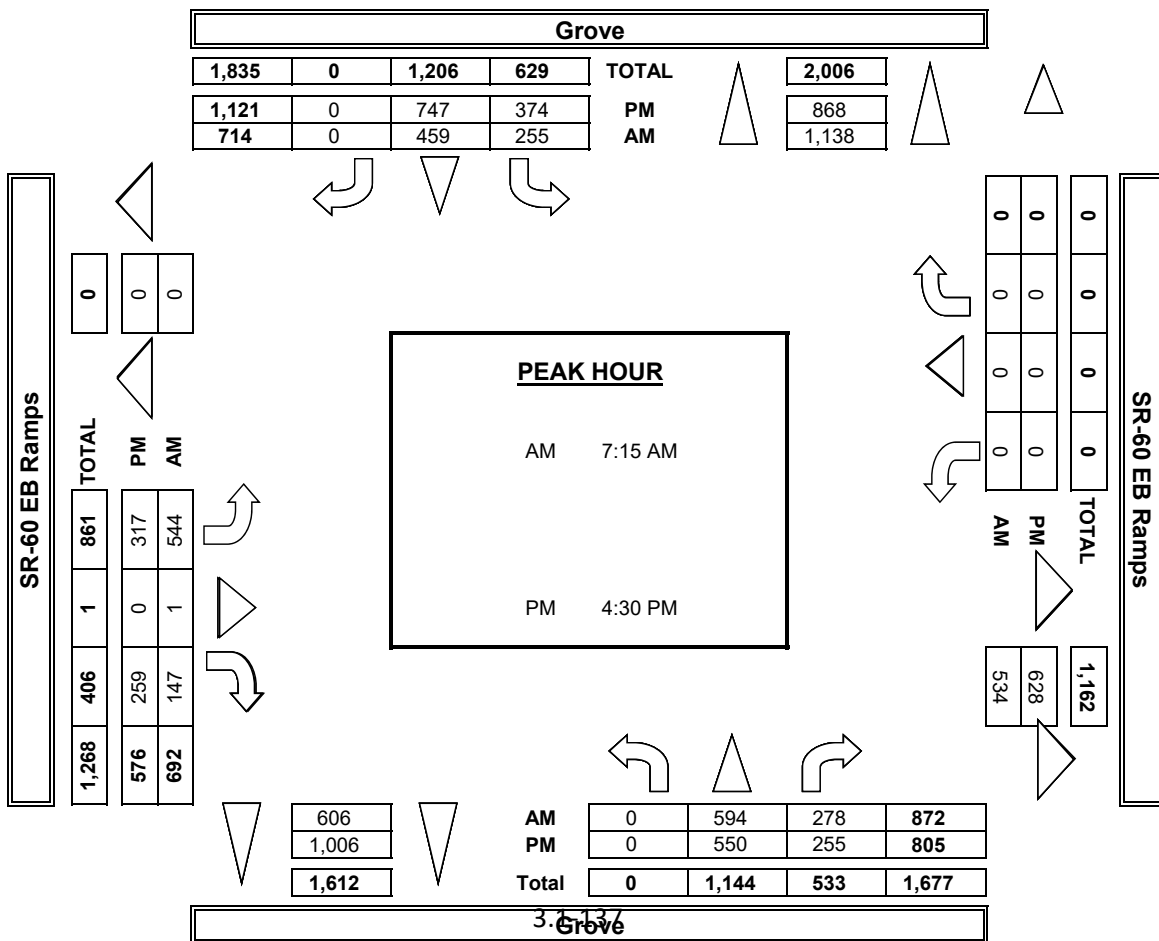 Grove
1,835 0 1,206 629 TOTAL 2,006
1,121 0 747 374 PM 868
714 0 459 255 AM 1,138
SR-60 EB Ramps
0 0 0
TOTAL PM AM
861 317 544
1 0 1
406 259 147
1,268 576 692
PEAK HOUR
AM 7:15 AM
PM 4:30 PM
0 0 0
0 0 0
0 0 0
0 0 0
AM PM TOTAL
534 628 1,162
SR-60 EB Ramps
606 AM 0 594 278 872
1,006 PM 0 550 255 805
1,612 Total 0 1,144 533 1,677
3.1-137
Grove